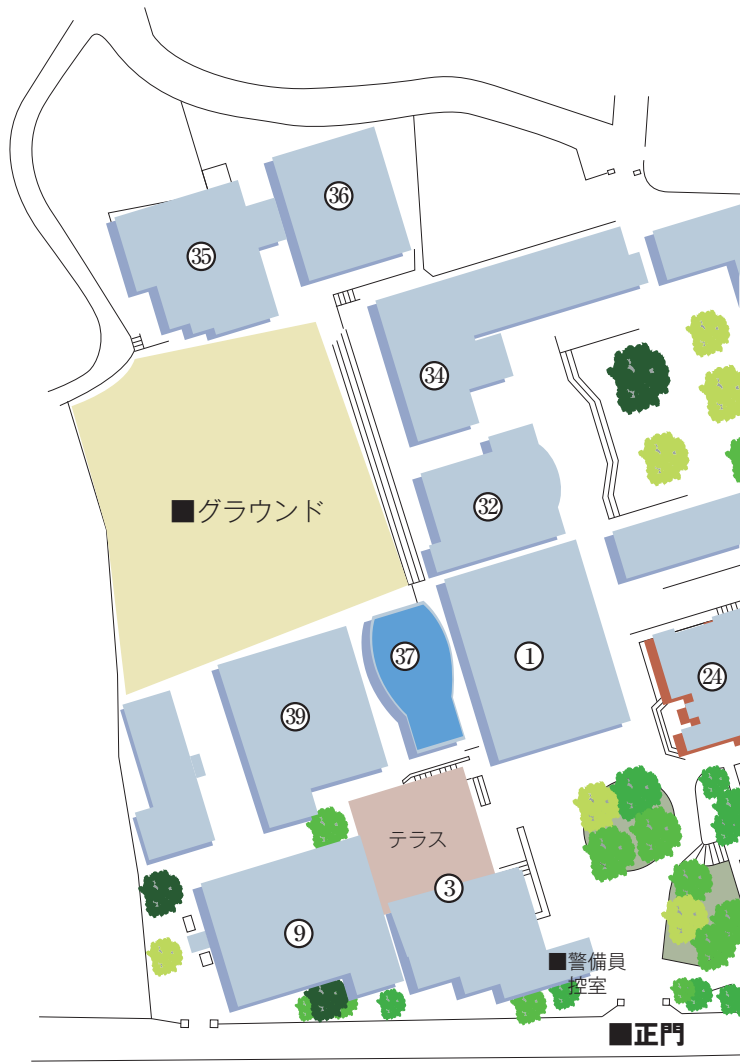 ㊱
㉟
㉞
■グラウンド
㉜
㊲
①
㉔
㊴
テラス
③
⑨
■警備員
控室
■正門